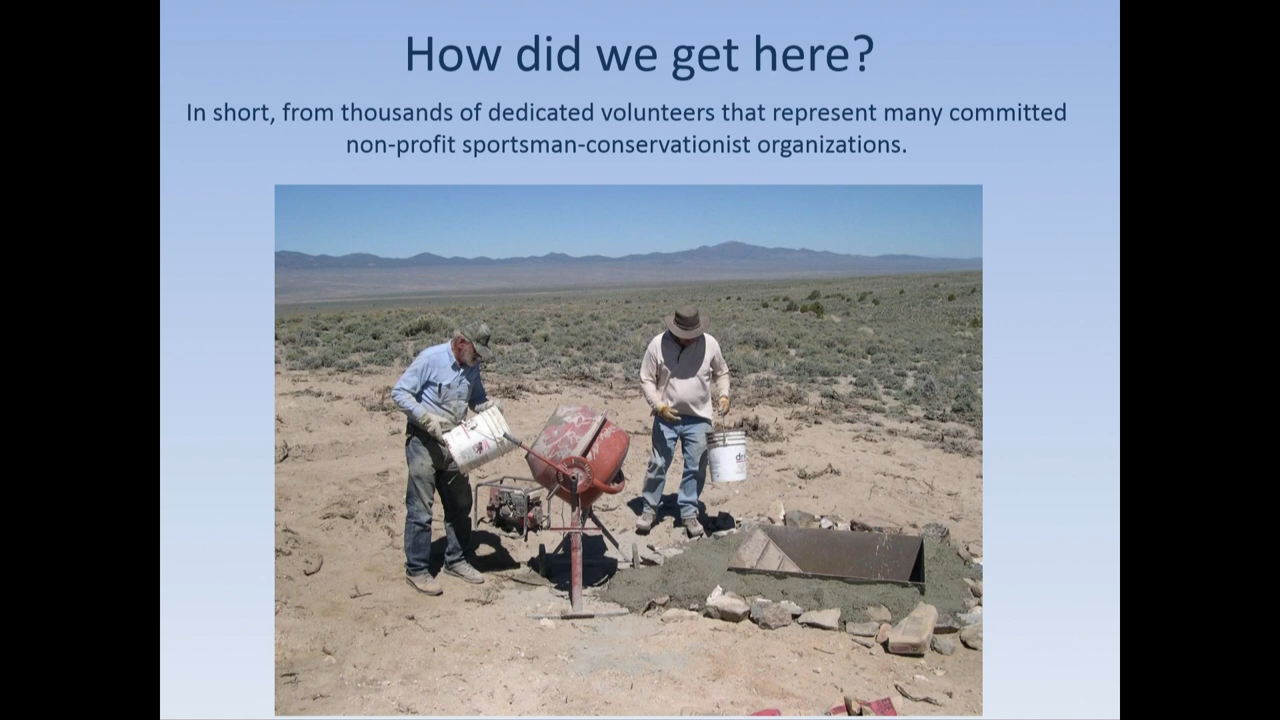 How did we get here?
In short, from thousands of dedicated volunteers that represent many committed
non-profit sportsman-conservationist organizations.